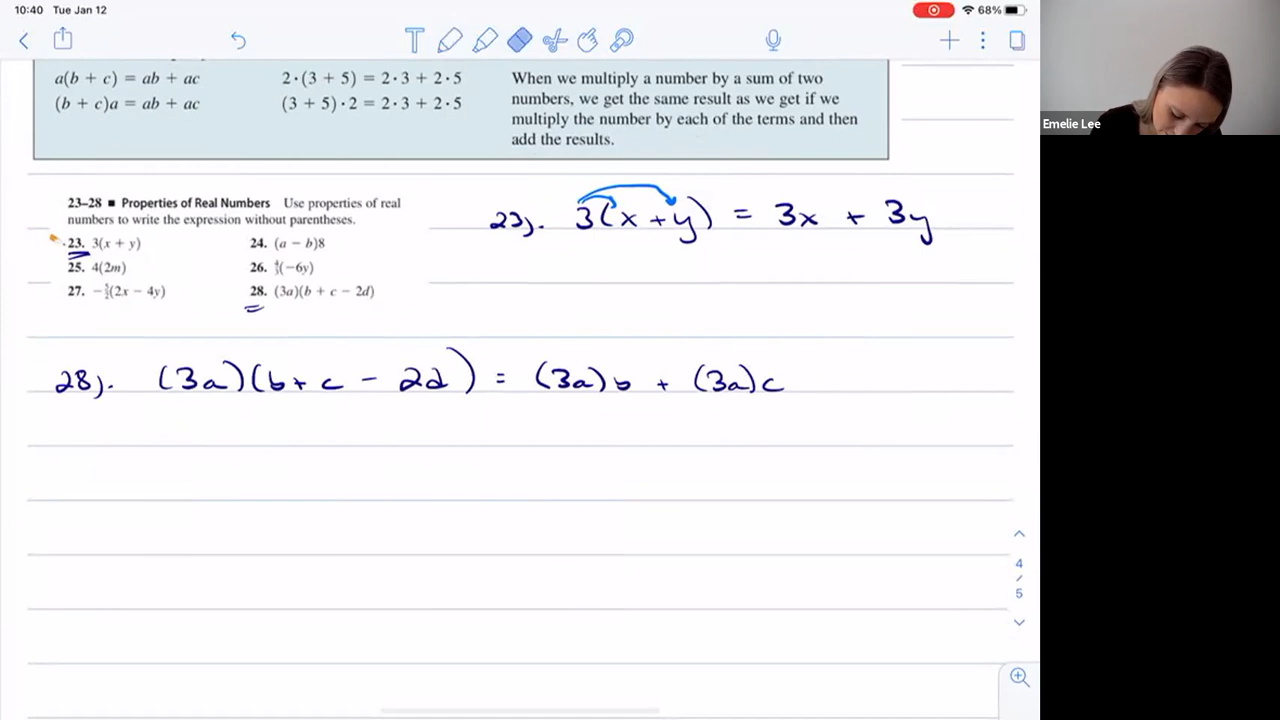 10:40 Tue Jan 12
68%
a(b + c) = ab + ac
(b + c)a = ab + ac
2·(3 + 5) = 2·3 + 2·5
(3 + 5)·2 = 2·3 + 2·5
When we multiply a number by a sum of two
numbers, we get the same result as we get if we
multiply the number by each of the terms and then
add the results.
Emelie Lee
23–28 ■ Properties of Real Numbers Use properties of real
numbers to write the expression without parentheses.
23. 3(x + y)
24. (a − b)8
25. 4(2m)
26. (−6y)
27. − (2x − 4y)
28. (3a)(b + c − 2d)
23). 3(x + y) = 3x + 3y
28). (3a)(b + c − 2d) = (3a)b + (3a)c
4
/
5